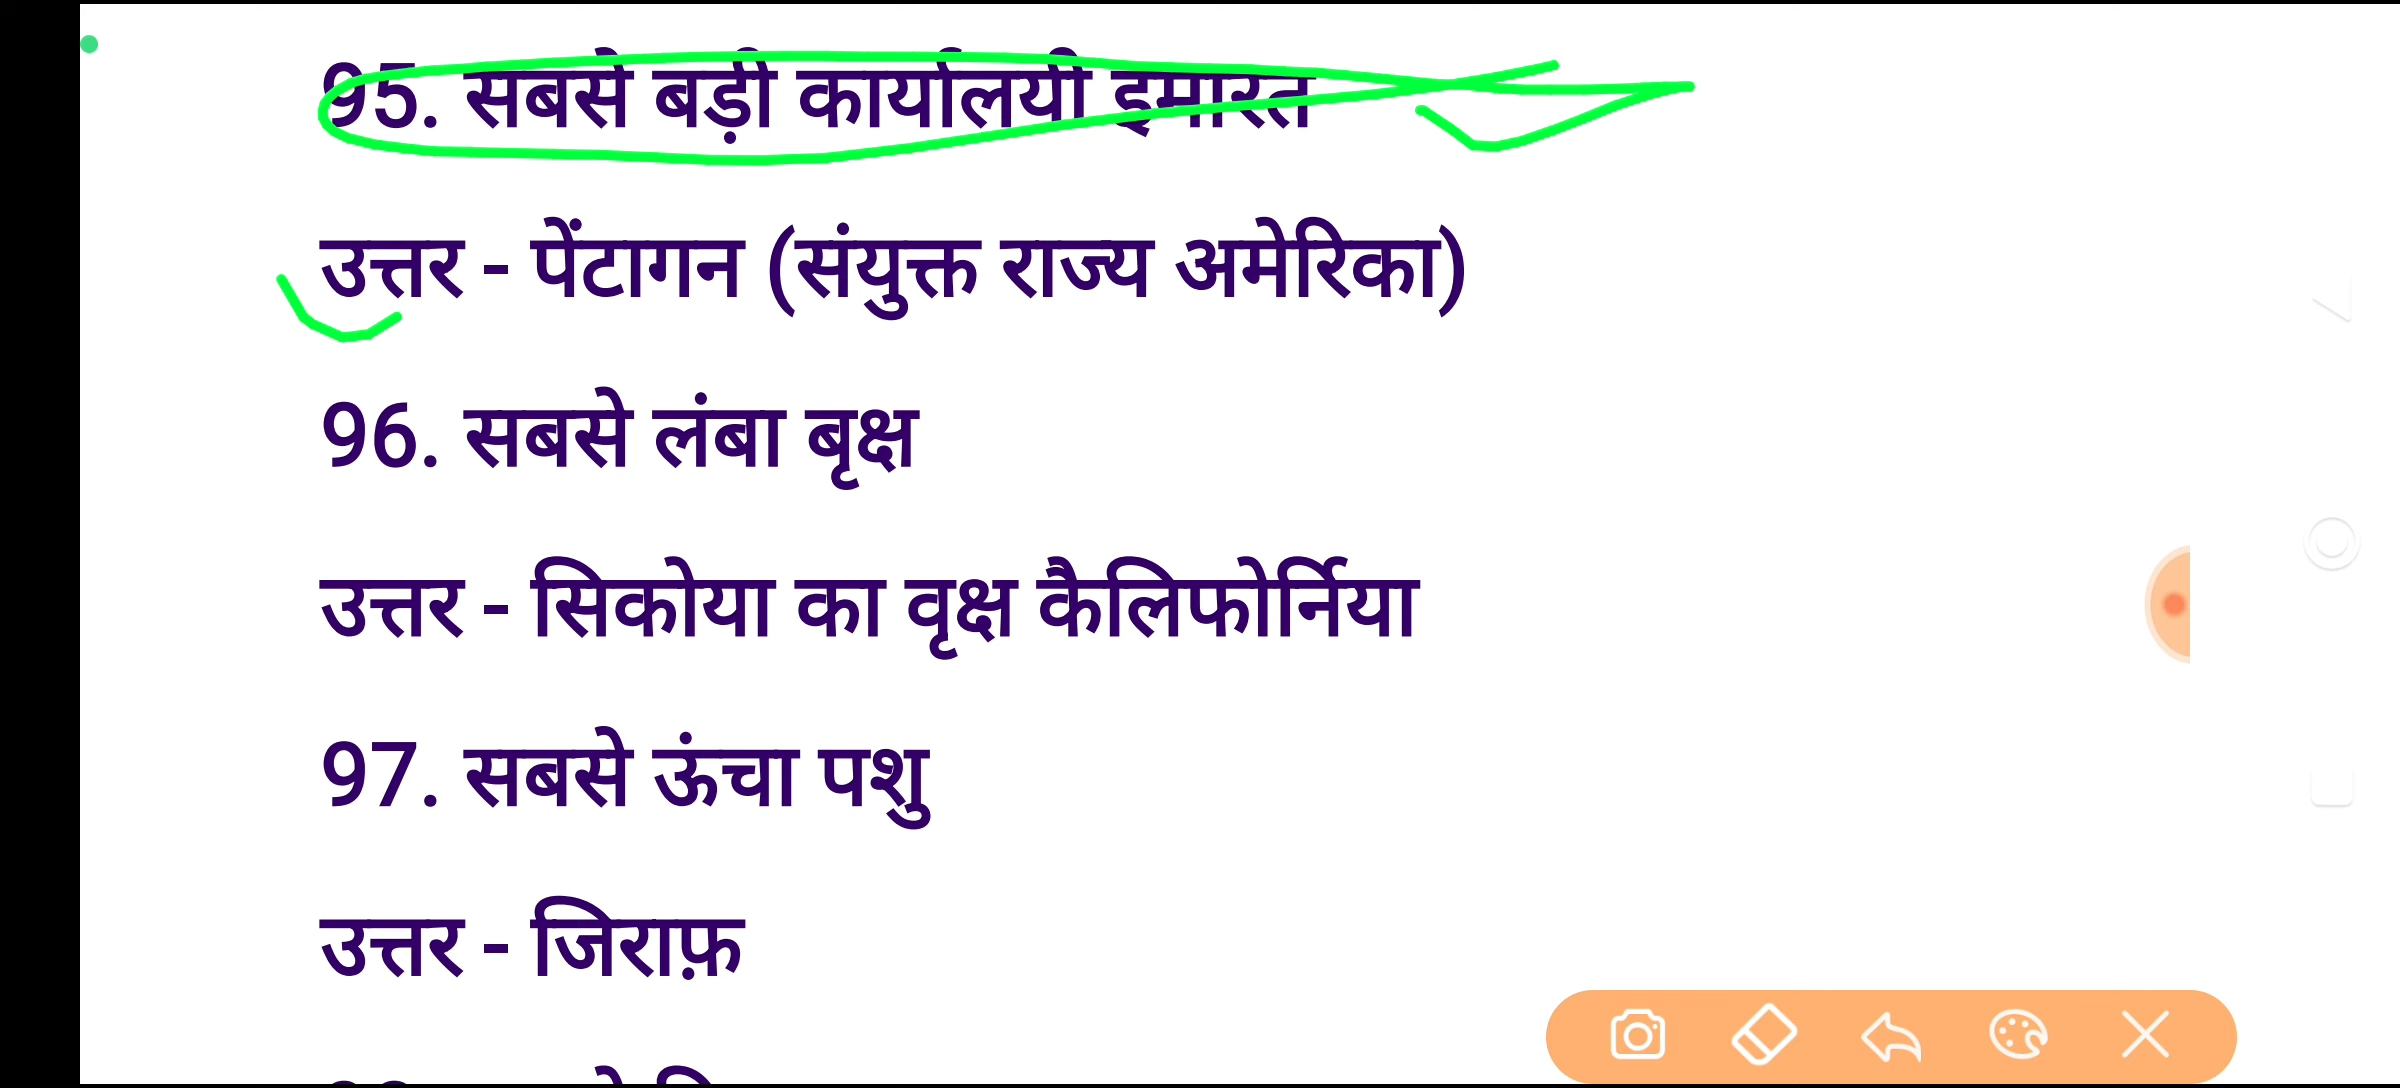 95. सबसे बड़ी कार्यालयी इमारत
उत्तर - पेंटागन (संयुक्त राज्य अमेरिका)
96. सबसे लंबा बृक्ष
उत्तर - सिकोया का वृक्ष कैलिफोर्निया
97. सबसे ऊंचा पशु
उत्तर - जिराफ़